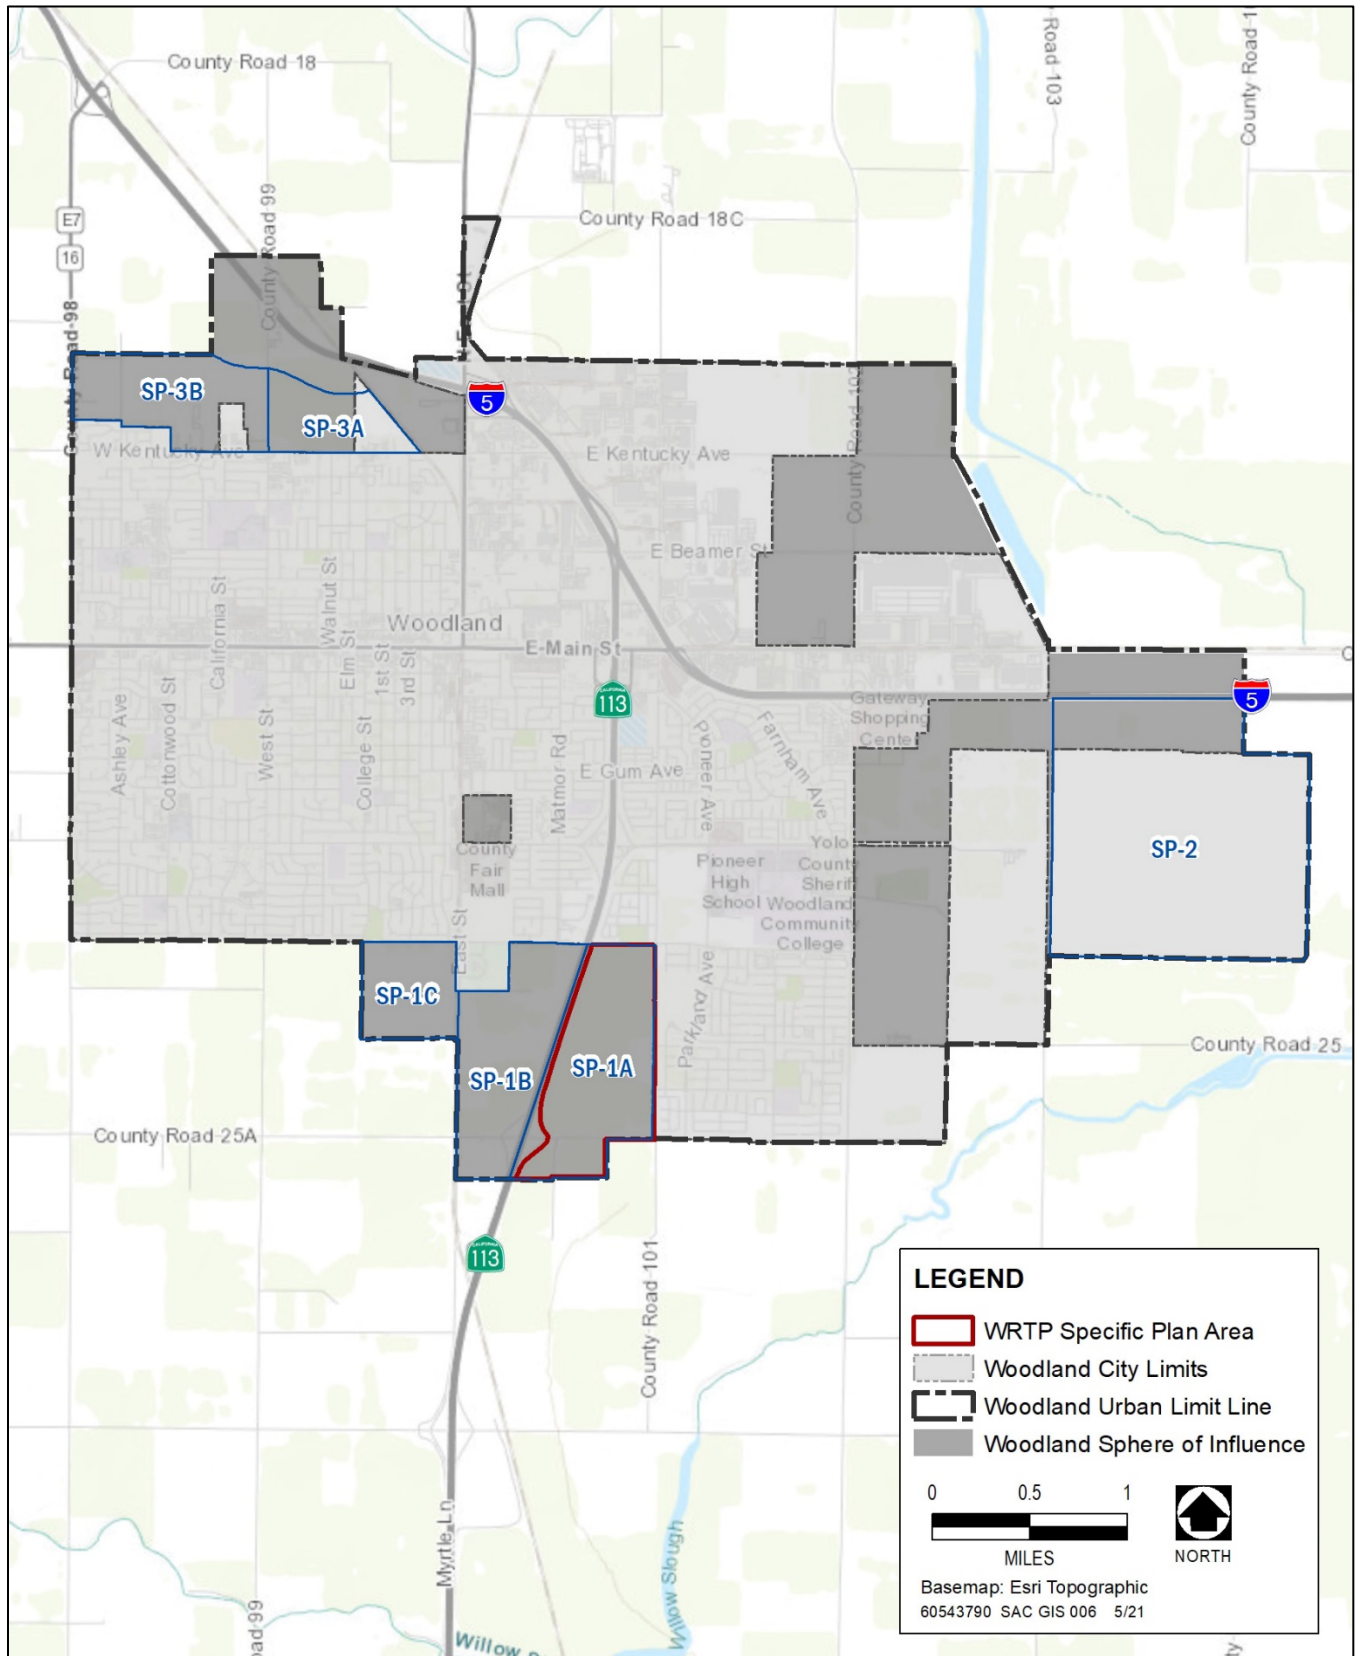 County Road 18
Road 103
County Road 1
E7
16
County Road 99
County Road 18C
County Road 98
5
SP-3B
SP-3A
County Road 102
W Kentucky Ave
E Kentucky Ave
E Beamer St
California St
Walnut St
Woodland
E Main St
Elm St
1st St
3rd St
113
5
Gateway
Shopping
Center
Ashley Ave
Cottonwood St
West St
College St
Matmor Rd
E Gum Ave
Pioneer Ave
Farnham Ave
County
Fair
Mall
Pioneer
High
School
Yolo
County
Sheriff
Woodland
Community
College
SP-2
East St
Parkland Ave
SP-1C
SP-1B
SP-1A
County Road 25
County Road 25A
113
County Road 101
Myrtle Ln
Willow Slough
oad 99
Willow
LEGEND
WRTP Specific Plan Area
Woodland City Limits
Woodland Urban Limit Line
Woodland Sphere of Influence
0 0.5 1
MILES
NORTH
Basemap: Esri Topographic
60543790 SAC GIS 006 5/21